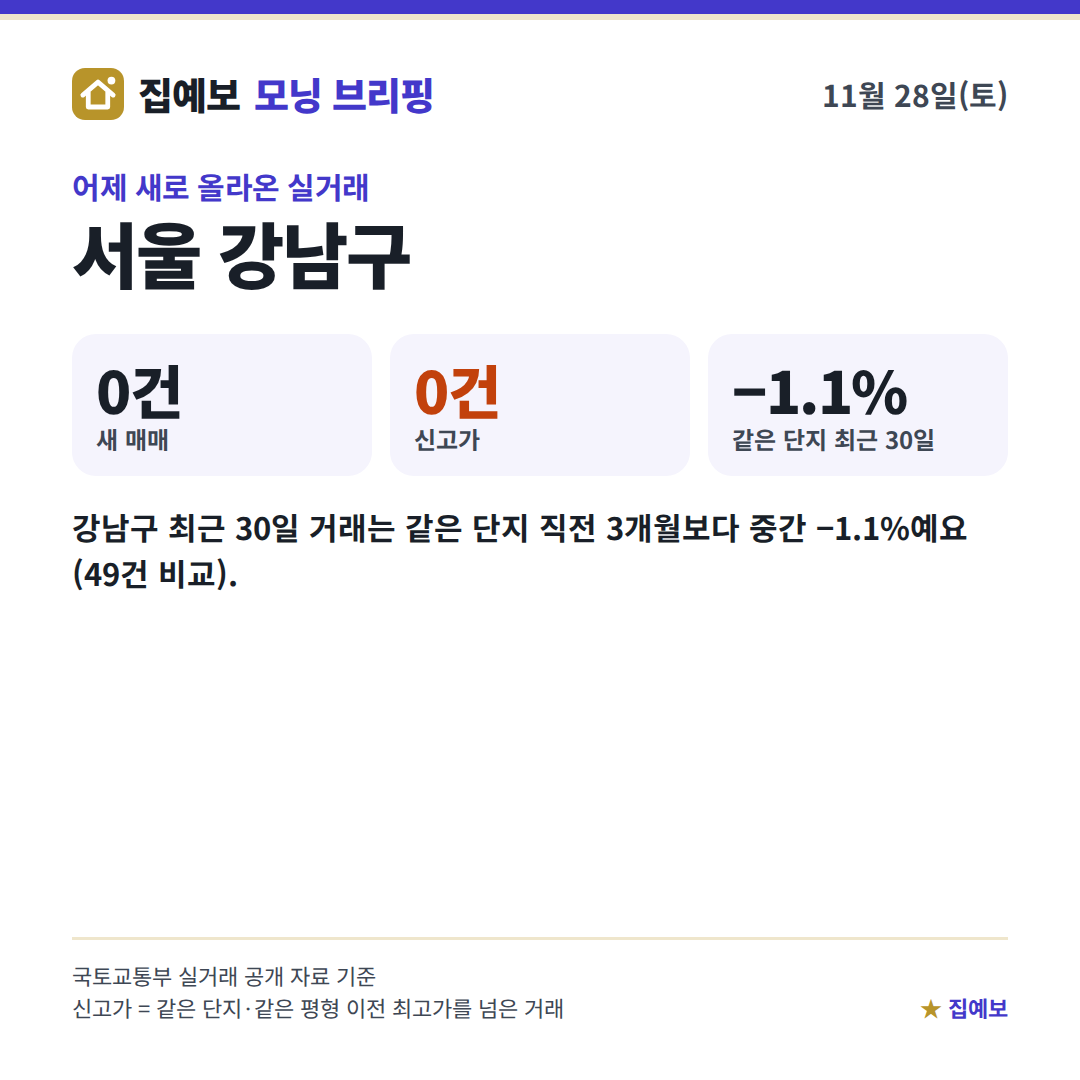 집예보 모닝 브리핑
11월 28일(토)
어제 새로 올라온 실거래
서울 강남구
0건
새 매매
0건
신고가
−1.1%
같은 단지 최근 30일
강남구 최근 30일 거래는 같은 단지 직전 3개월보다 중간 −1.1%예요
(49건 비교).
국토교통부 실거래 공개 자료 기준
신고가 = 같은 단지·같은 평형 이전 최고가를 넘은 거래
★ 집예보